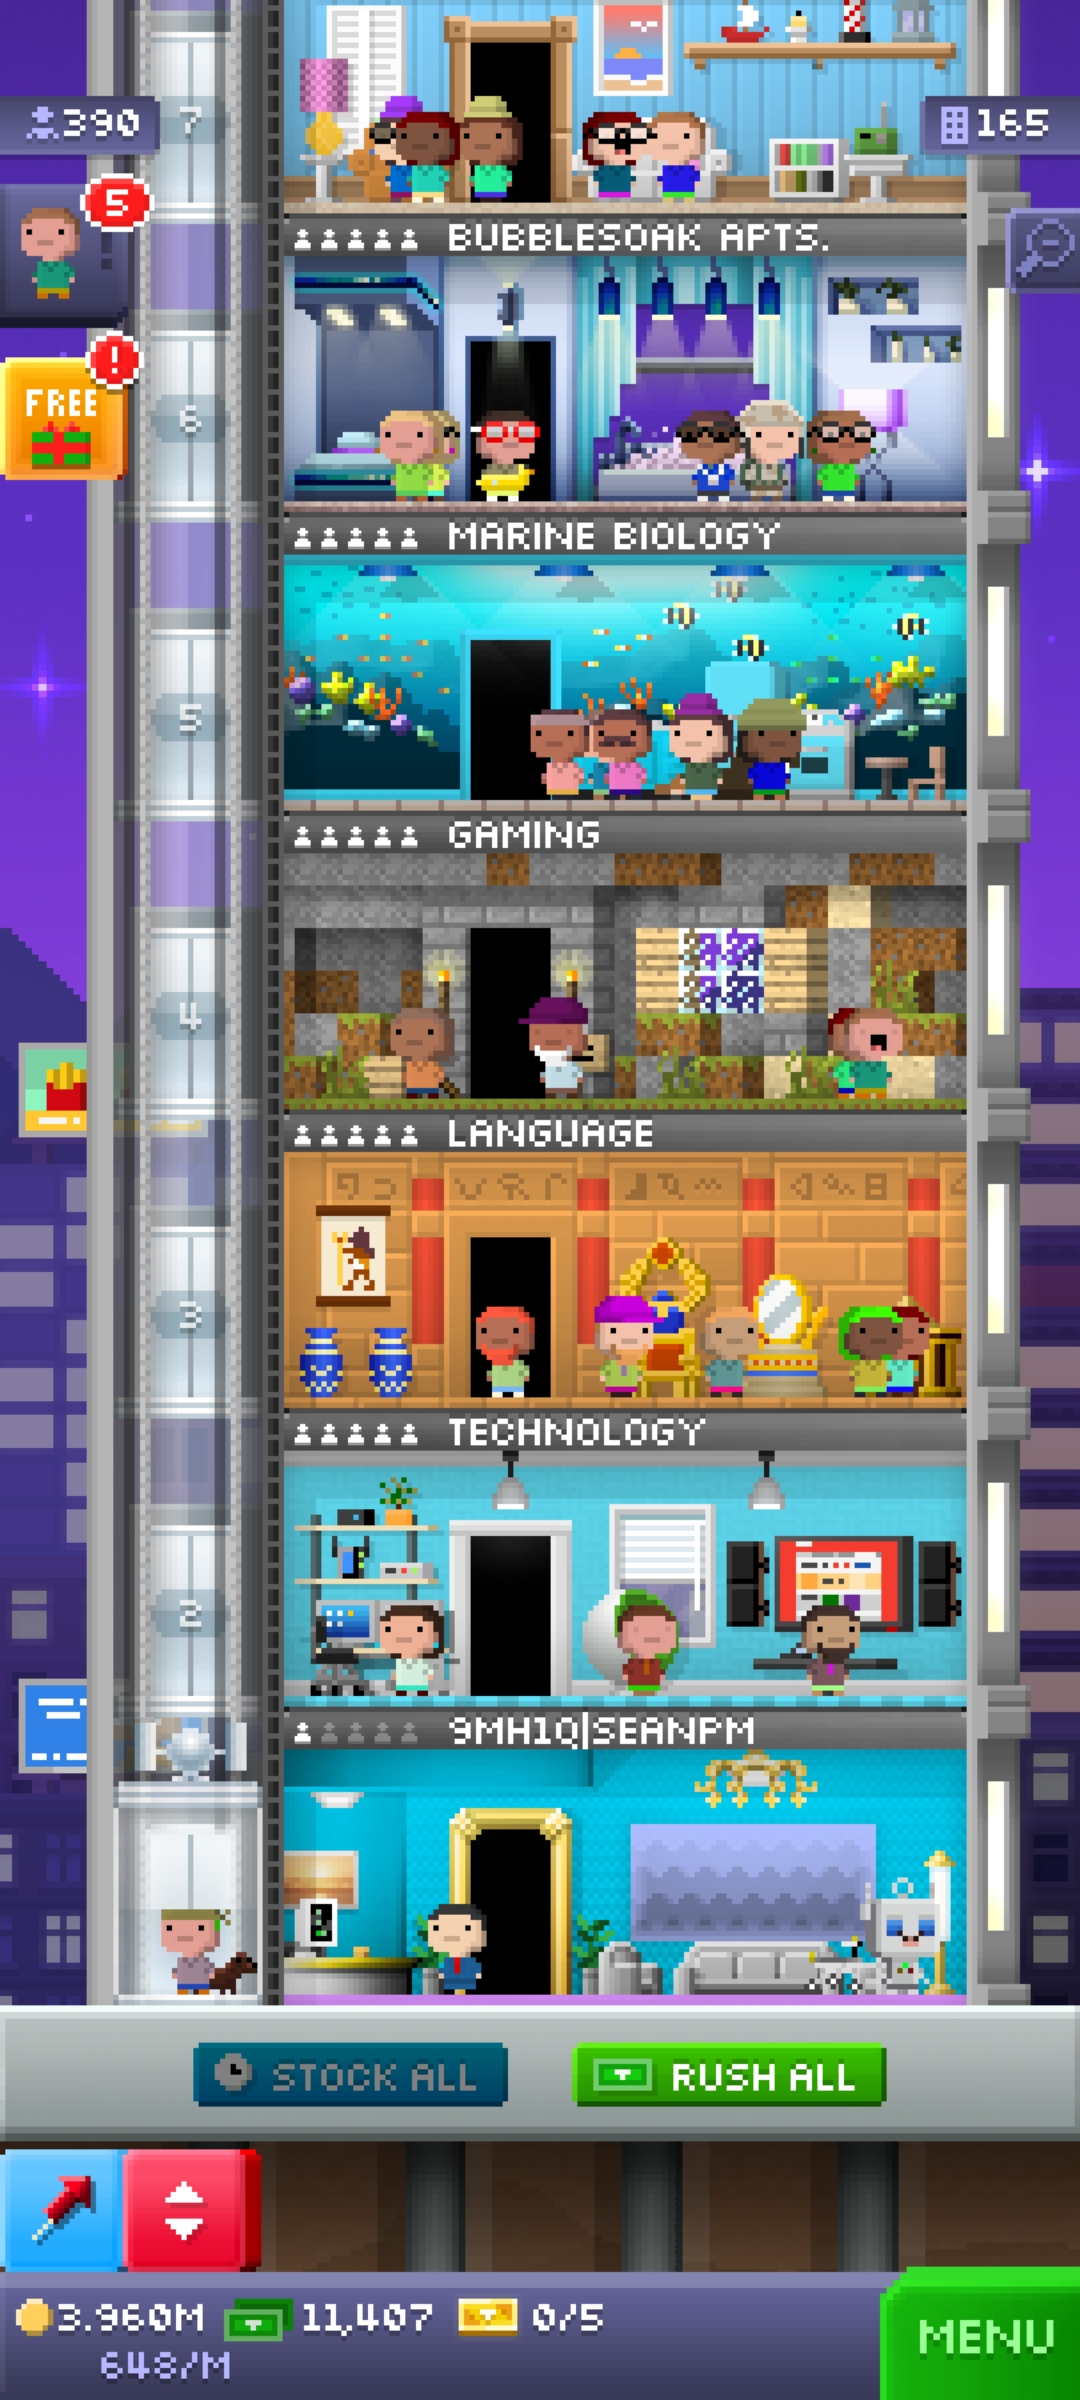 7
390
165
5
BUBBLESOAK APTS.
!
FREE
6
MARINE BIOLOGY
5
GAMING
4
LANGUAGE
3
TECHNOLOGY
2
9MH1Q|SEANPM
STOCK ALL
RUSH ALL
3.960M
11,407
0/5
648/M
MENU